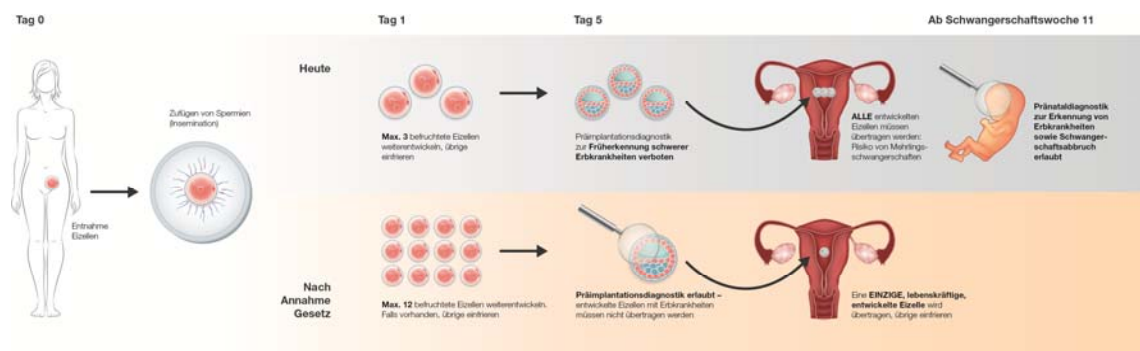 Tag 0
Tag 1
Tag 5
Ab Schwangerschaftswoche 11
Heute
Zufügen von Spermien
(Insemination)
Entnahme
Eizellen
Max. 3 befruchtete Eizellen
weiterentwickeln, übrige
einfrieren
Präimplantationsdiagnostik
zur Früherkennung schwerer
Erbkrankheiten verboten
ALLE entwickelten
Eizellen müssen
übertragen werden:
Risiko von Mehrlings-
schwangerschaften
Pränataldiagnostik
zur Erkennung von
Erbkrankheiten
sowie Schwanger-
schaftsabbruch
erlaubt
Nach
Annahme
Gesetz
Max. 12 befruchtete Eizellen weiterentwickeln.
Falls vorhanden, übrige einfrieren
Präimplantationsdiagnostik erlaubt –
entwickelte Eizellen mit Erbkrankheiten
müssen nicht übertragen werden
Eine EINZIGE, lebenskräftige,
entwickelte Eizelle wird
übertragen, übrige einfrieren